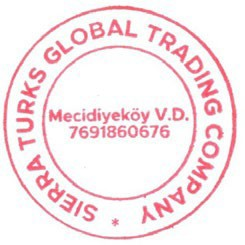 SIERRA TURKS GLOBAL TRADING COMPANY
*
Mecidiyeköy V.D.
7691860676